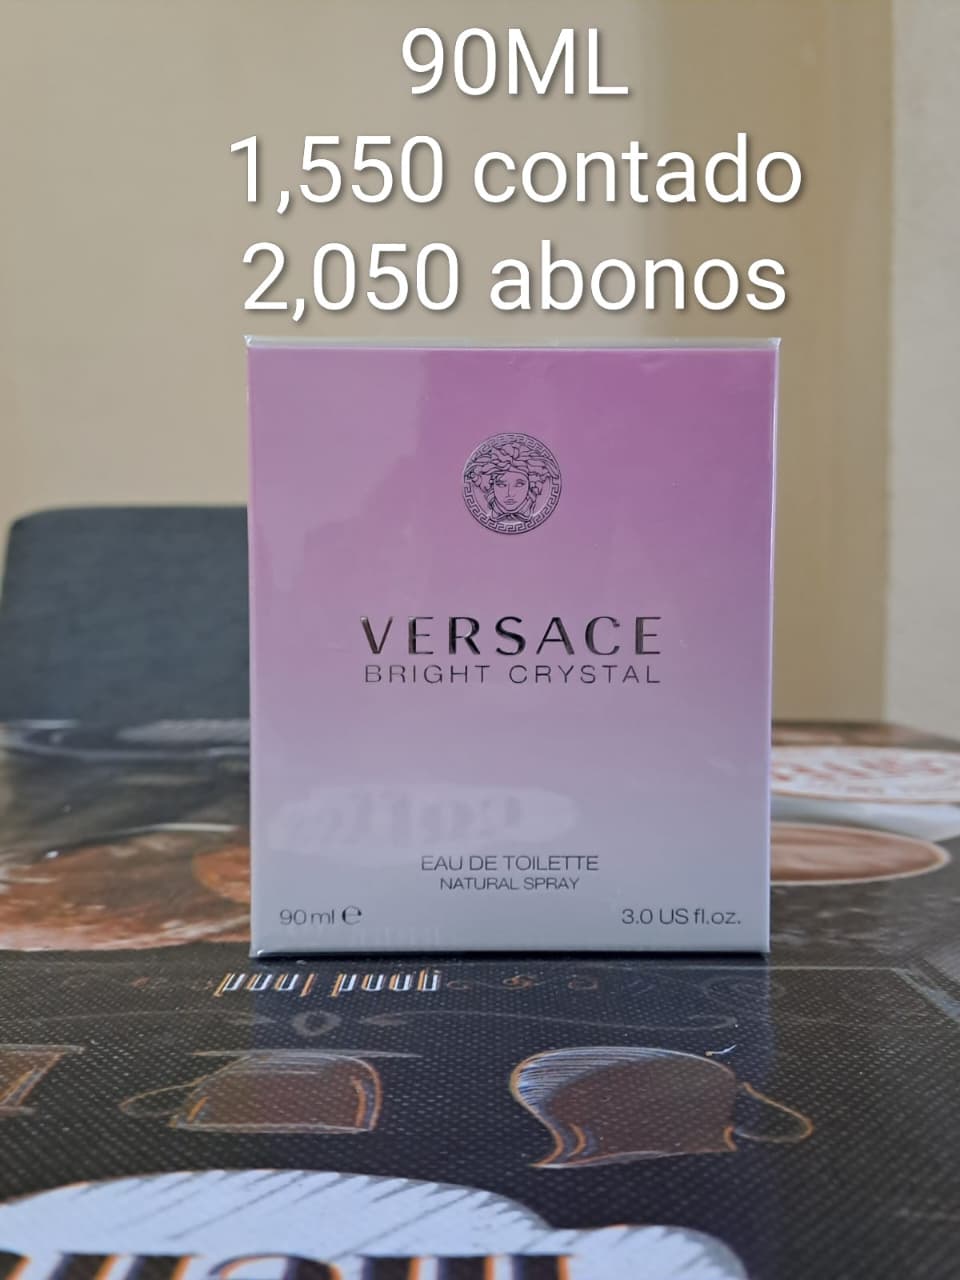 90ML
1,550 contado
2,050 abonos
VERSACE
BRIGHT CRYSTAL
EAU DE TOILETTE
NATURAL SPRAY
90 ml ℮
3.0 US fl.oz.